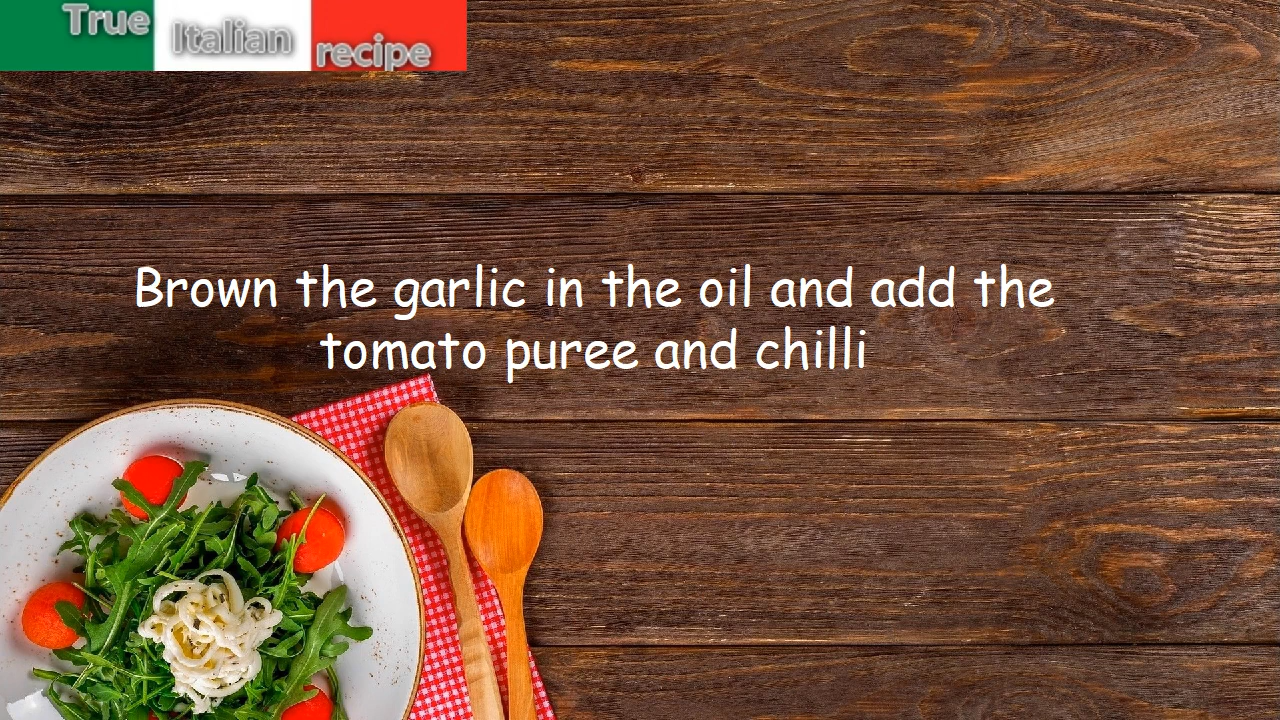 True Italian recipe
Brown the garlic in the oil and add the
tomato puree and chilli